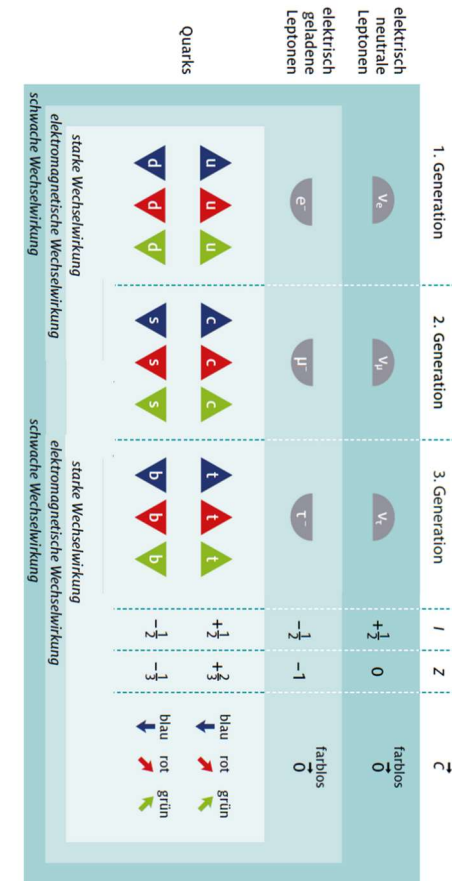 1. Generation
2. Generation
3. Generation
I
Z
C
elektrisch
neutrale
Leptonen
νe
νμ
ντ
+1/2
0
farblos
0
elektrisch
geladene
Leptonen
e−
μ−
τ−
−1/2
−1
farblos
0
Quarks
u u u
c c c
t t t
+1/2
+2/3
blau rot grün
d d d
s s s
b b b
−1/2
−1/3
blau rot grün
starke Wechselwirkung
starke Wechselwirkung
elektromagnetische Wechselwirkung
elektromagnetische Wechselwirkung
schwache Wechselwirkung
schwache Wechselwirkung